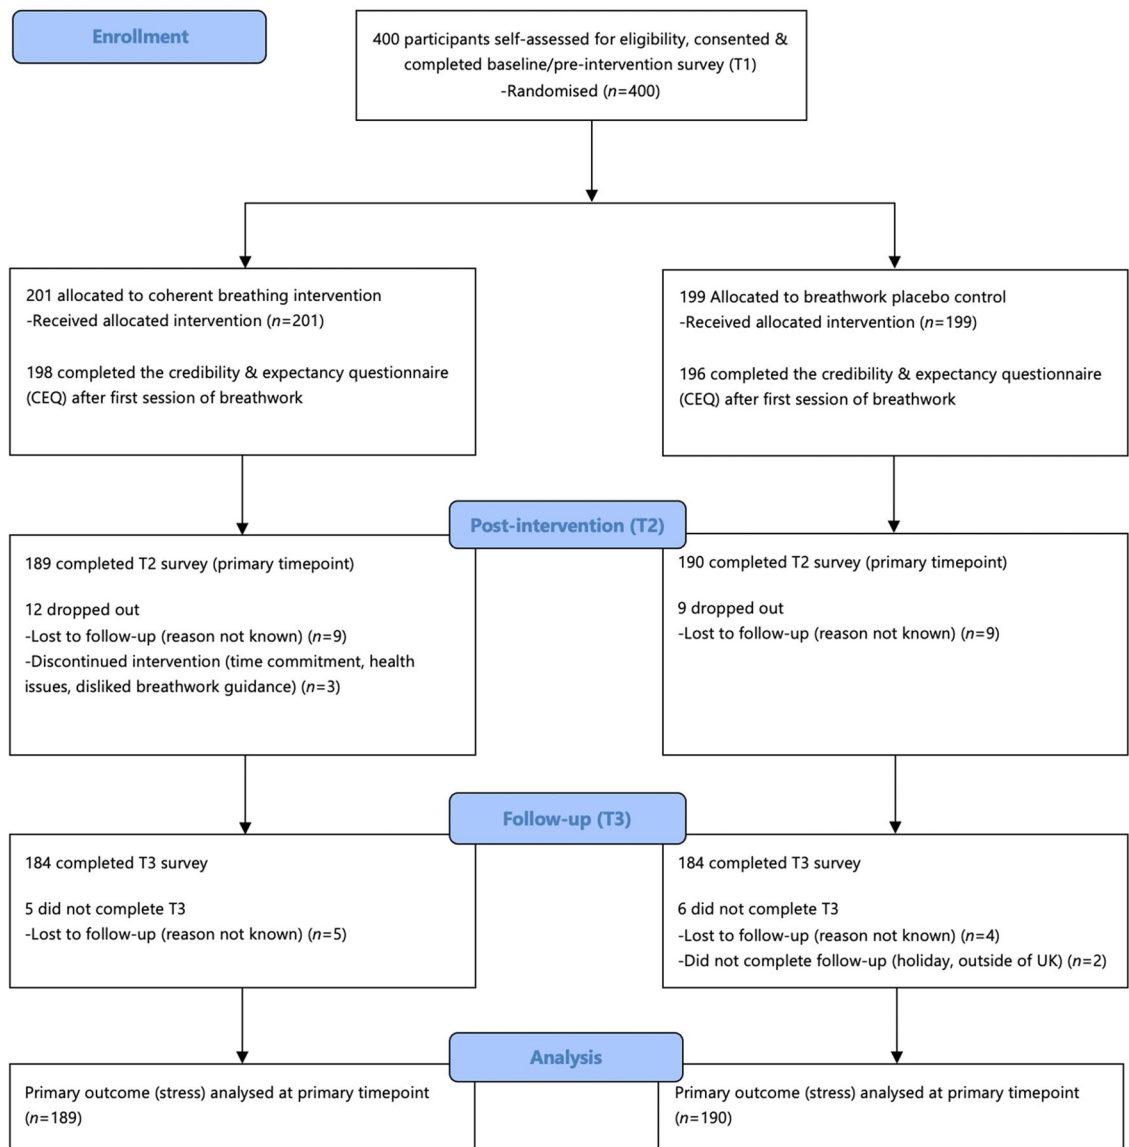 Enrollment
400 participants self-assessed for eligibility, consented &
completed baseline/pre-intervention survey (T1)
-Randomised (n=400)
201 allocated to coherent breathing intervention
-Received allocated intervention (n=201)
198 completed the credibility & expectancy questionnaire
(CEQ) after first session of breathwork
199 Allocated to breathwork placebo control
-Received allocated intervention (n=199)
196 completed the credibility & expectancy questionnaire
(CEQ) after first session of breathwork
Post-intervention (T2)
189 completed T2 survey (primary timepoint)
12 dropped out
-Lost to follow-up (reason not known) (n=9)
-Discontinued intervention (time commitment, health
issues, disliked breathwork guidance) (n=3)
190 completed T2 survey (primary timepoint)
9 dropped out
-Lost to follow-up (reason not known) (n=9)
Follow-up (T3)
184 completed T3 survey
5 did not complete T3
-Lost to follow-up (reason not known) (n=5)
184 completed T3 survey
6 did not complete T3
-Lost to follow-up (reason not known) (n=4)
-Did not complete follow-up (holiday, outside of UK) (n=2)
Analysis
Primary outcome (stress) analysed at primary timepoint
(n=189)
Primary outcome (stress) analysed at primary timepoint
(n=190)